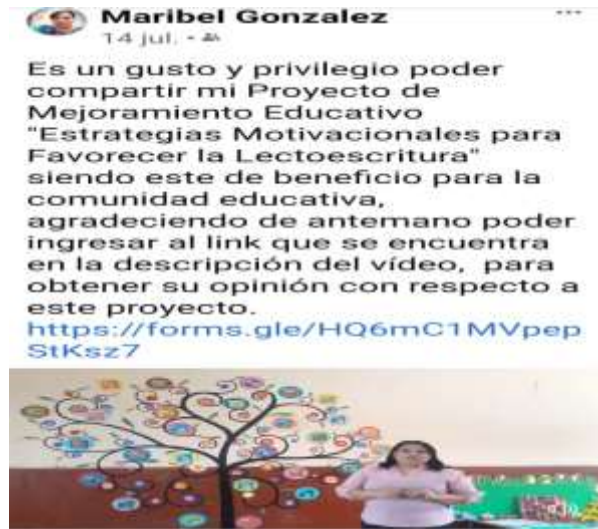 Maribel Gonzalez
14 jul. •
Es un gusto y privilegio poder
compartir mi Proyecto de
Mejoramiento Educativo
"Estrategias Motivacionales para
Favorecer la Lectoescritura"
siendo este de beneficio para la
comunidad educativa,
agradeciendo de antemano poder
ingresar al link que se encuentra
en la descripción del vídeo, para
obtener su opinión con respecto a
este proyecto.
https://forms.gle/HQ6mC1MVpep
StKsz7